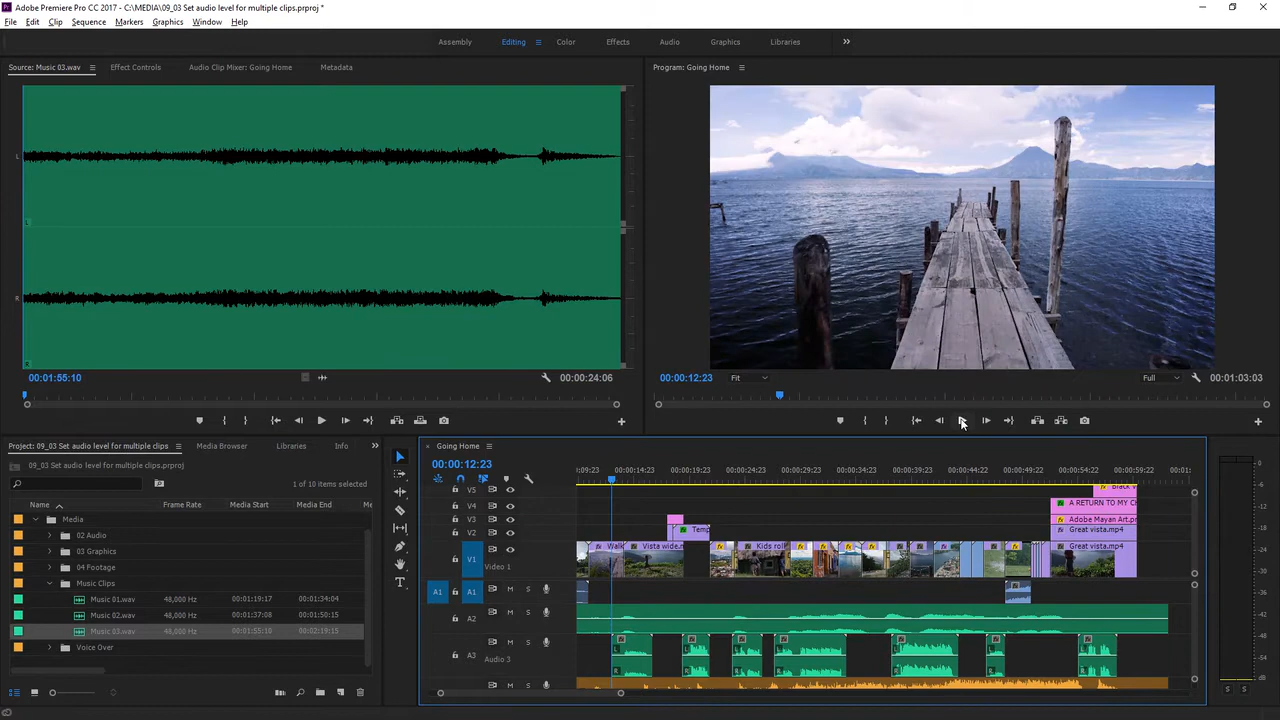 Adobe Premiere Pro CC 2017 - C:\MEDIA\09_03 Set audio level for multiple clips.prproj *
File Edit Clip Sequence Markers Graphics Window Help
Assembly Editing Color Effects Audio Graphics Libraries
Source: Music 03.wav Effect Controls Audio Clip Mixer: Going Home Metadata
Program: Going Home
L
R
00:01:55:10 00:00:24:06
00:00:12:23 Fit Full 00:01:03:03
Project: 09_03 Set audio level for multiple clips Media Browser Libraries Info
09_03 Set audio level for multiple clips.prproj
1 of 10 items selected
Name Frame Rate Media Start Media End
Media
02 Audio
03 Graphics
04 Footage
Music Clips
Music 01.wav 48,000 Hz 00:01:19:17 00:01:34:04
Music 02.wav 48,000 Hz 00:01:37:08 00:01:50:15
Music 03.wav 48,000 Hz 00:01:55:10 00:02:19:15
Voice Over
Going Home
00:00:12:23
:09:23 00:00:14:23 00:00:19:23 00:00:24:23 00:00:29:23 00:00:34:23 00:00:39:23 00:00:44:22 00:00:49:22 00:00:54:22 00:00:59:22 00:01:
V5 Black v
V4 A RETURN TO MY CH
V3 Adobe Mayan Art.pr
V2 Temp Great vista.mp4
V1 Video 1 Walk Vista wide.m Kids roll Great vista.mp4
A1 A1 M S
A2
A3 Audio 3
M S
0
S S